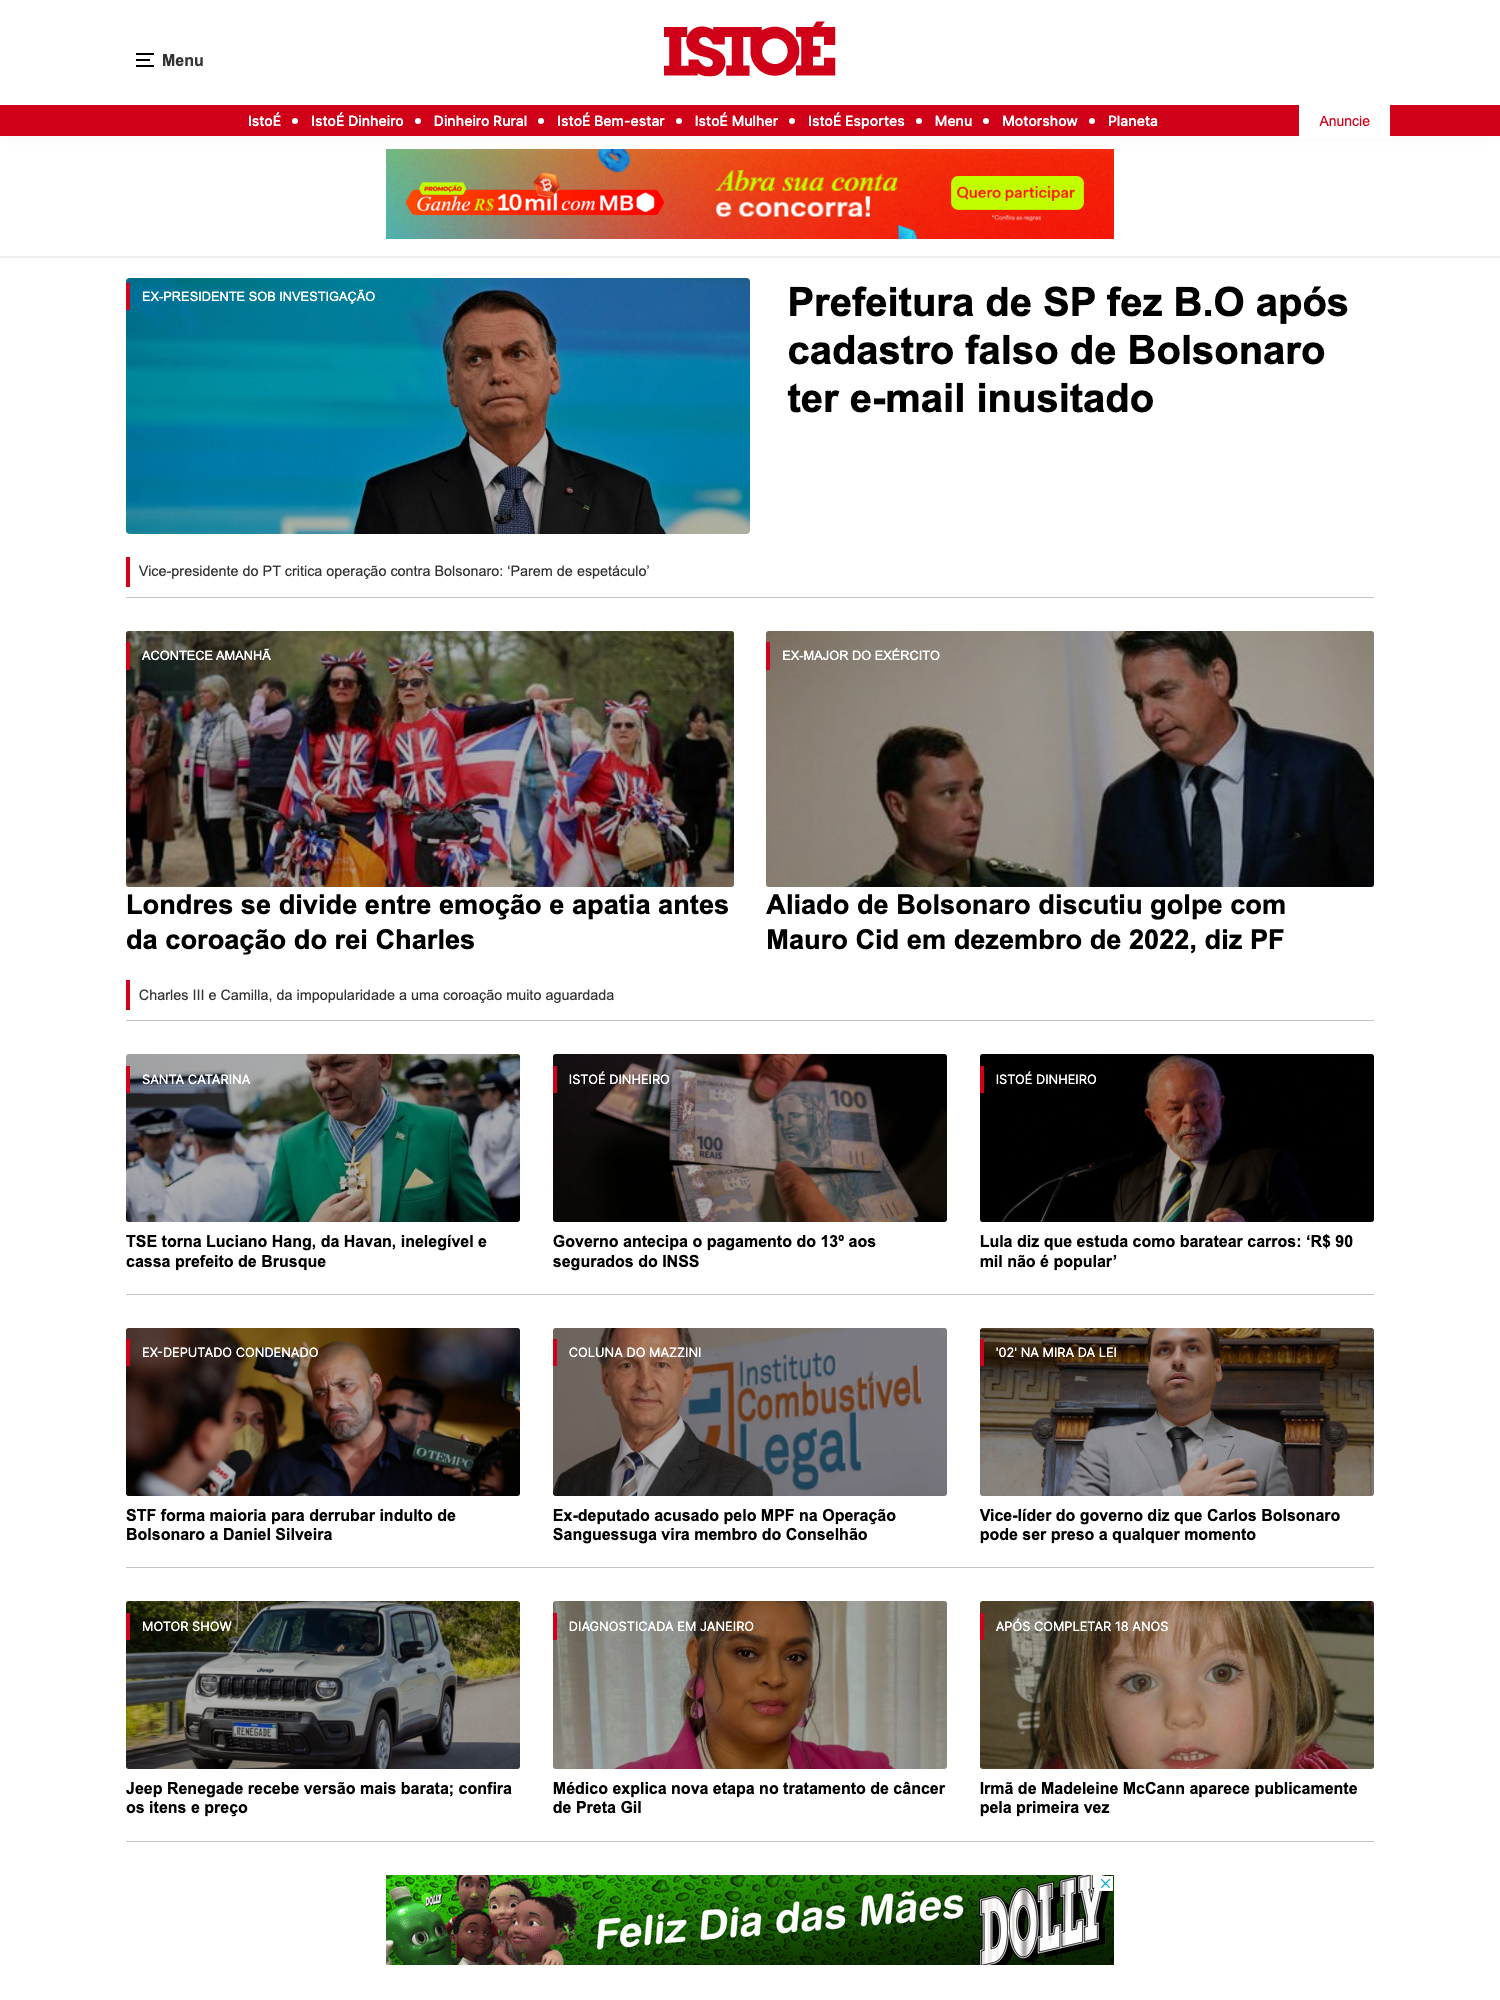 ISTOÉ
Menu
IstoÉ • IstoÉ Dinheiro • Dinheiro Rural • IstoÉ Bem-estar • IstoÉ Mulher • IstoÉ Esportes • Menu • Motorshow • Planeta
Anuncie
PROMOÇÃO
Ganhe R$ 10 mil com MB
Abra sua conta
e concorra!
Quero participar
*Confira as regras
EX-PRESIDENTE SOB INVESTIGAÇÃO
Prefeitura de SP fez B.O após
cadastro falso de Bolsonaro
ter e-mail inusitado
Vice-presidente do PT critica operação contra Bolsonaro: ‘Parem de espetáculo’
ACONTECE AMANHÃ
Londres se divide entre emoção e apatia antes
da coroação do rei Charles
EX-MAJOR DO EXÉRCITO
Aliado de Bolsonaro discutiu golpe com
Mauro Cid em dezembro de 2022, diz PF
Charles III e Camilla, da impopularidade a uma coroação muito aguardada
SANTA CATARINA
TSE torna Luciano Hang, da Havan, inelegível e
cassa prefeito de Brusque
ISTOÉ DINHEIRO
100
100
REAIS
Governo antecipa o pagamento do 13º aos
segurados do INSS
ISTOÉ DINHEIRO
Lula diz que estuda como baratear carros: ‘R$ 90
mil não é popular’
EX-DEPUTADO CONDENADO
O TEMPO
STF forma maioria para derrubar indulto de
Bolsonaro a Daniel Silveira
COLUNA DO MAZZINI
Instituto
Combustível
Legal
Ex-deputado acusado pelo MPF na Operação
Sanguessuga vira membro do Conselhão
'02' NA MIRA DA LEI
Vice-líder do governo diz que Carlos Bolsonaro
pode ser preso a qualquer momento
MOTOR SHOW
Jeep
RENEGADE
Jeep Renegade recebe versão mais barata; confira
os itens e preço
DIAGNOSTICADA EM JANEIRO
Médico explica nova etapa no tratamento de câncer
de Preta Gil
APÓS COMPLETAR 18 ANOS
Irmã de Madeleine McCann aparece publicamente
pela primeira vez
DOLLY
Feliz Dia das Mães
DOLLY